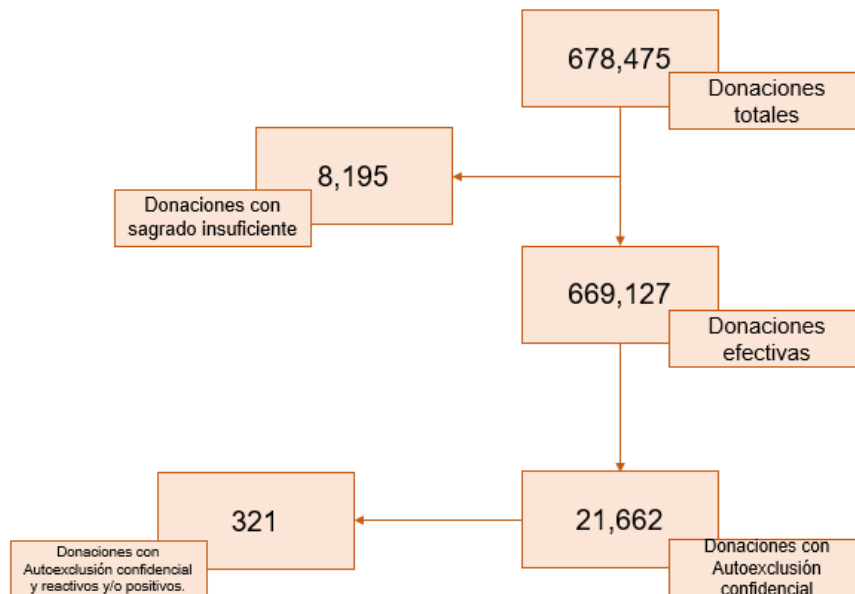 678,475
Donaciones
totales
8,195
Donaciones con
sagrado insuficiente
669,127
Donaciones
efectivas
321
Donaciones con
Autoexclusión confidencial
y reactivos y/o positivos.
21,662
Donaciones con
Autoexclusión
confidencial